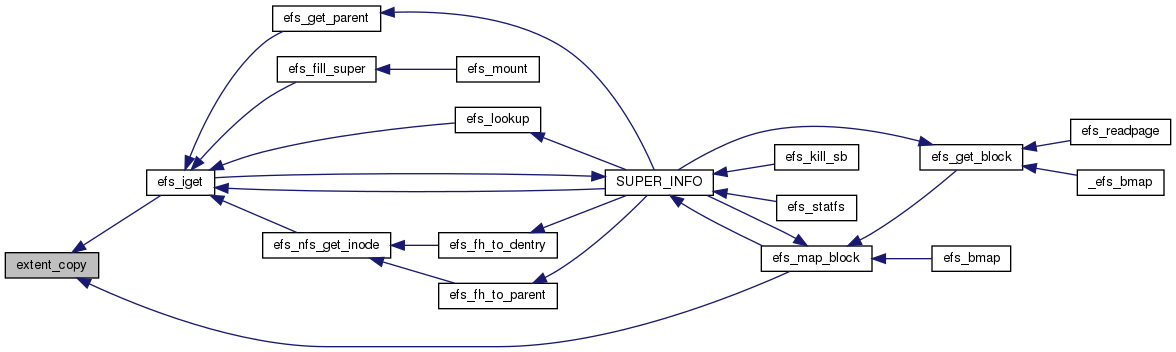 efs_get_parent
efs_fill_super
efs_mount
efs_lookup
efs_readpage
efs_kill_sb
efs_get_block
efs_iget
SUPER_INFO
_efs_bmap
efs_statfs
efs_nfs_get_inode
efs_fh_to_dentry
extent_copy
efs_map_block
efs_bmap
efs_fh_to_parent